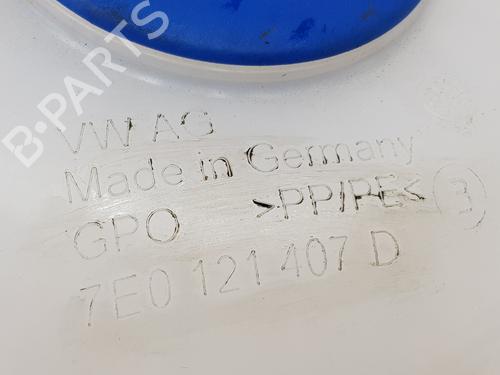 B-PARTS
VW AG
Made in Germany
GPO >PP/PE< 3
7E0 121 407 D